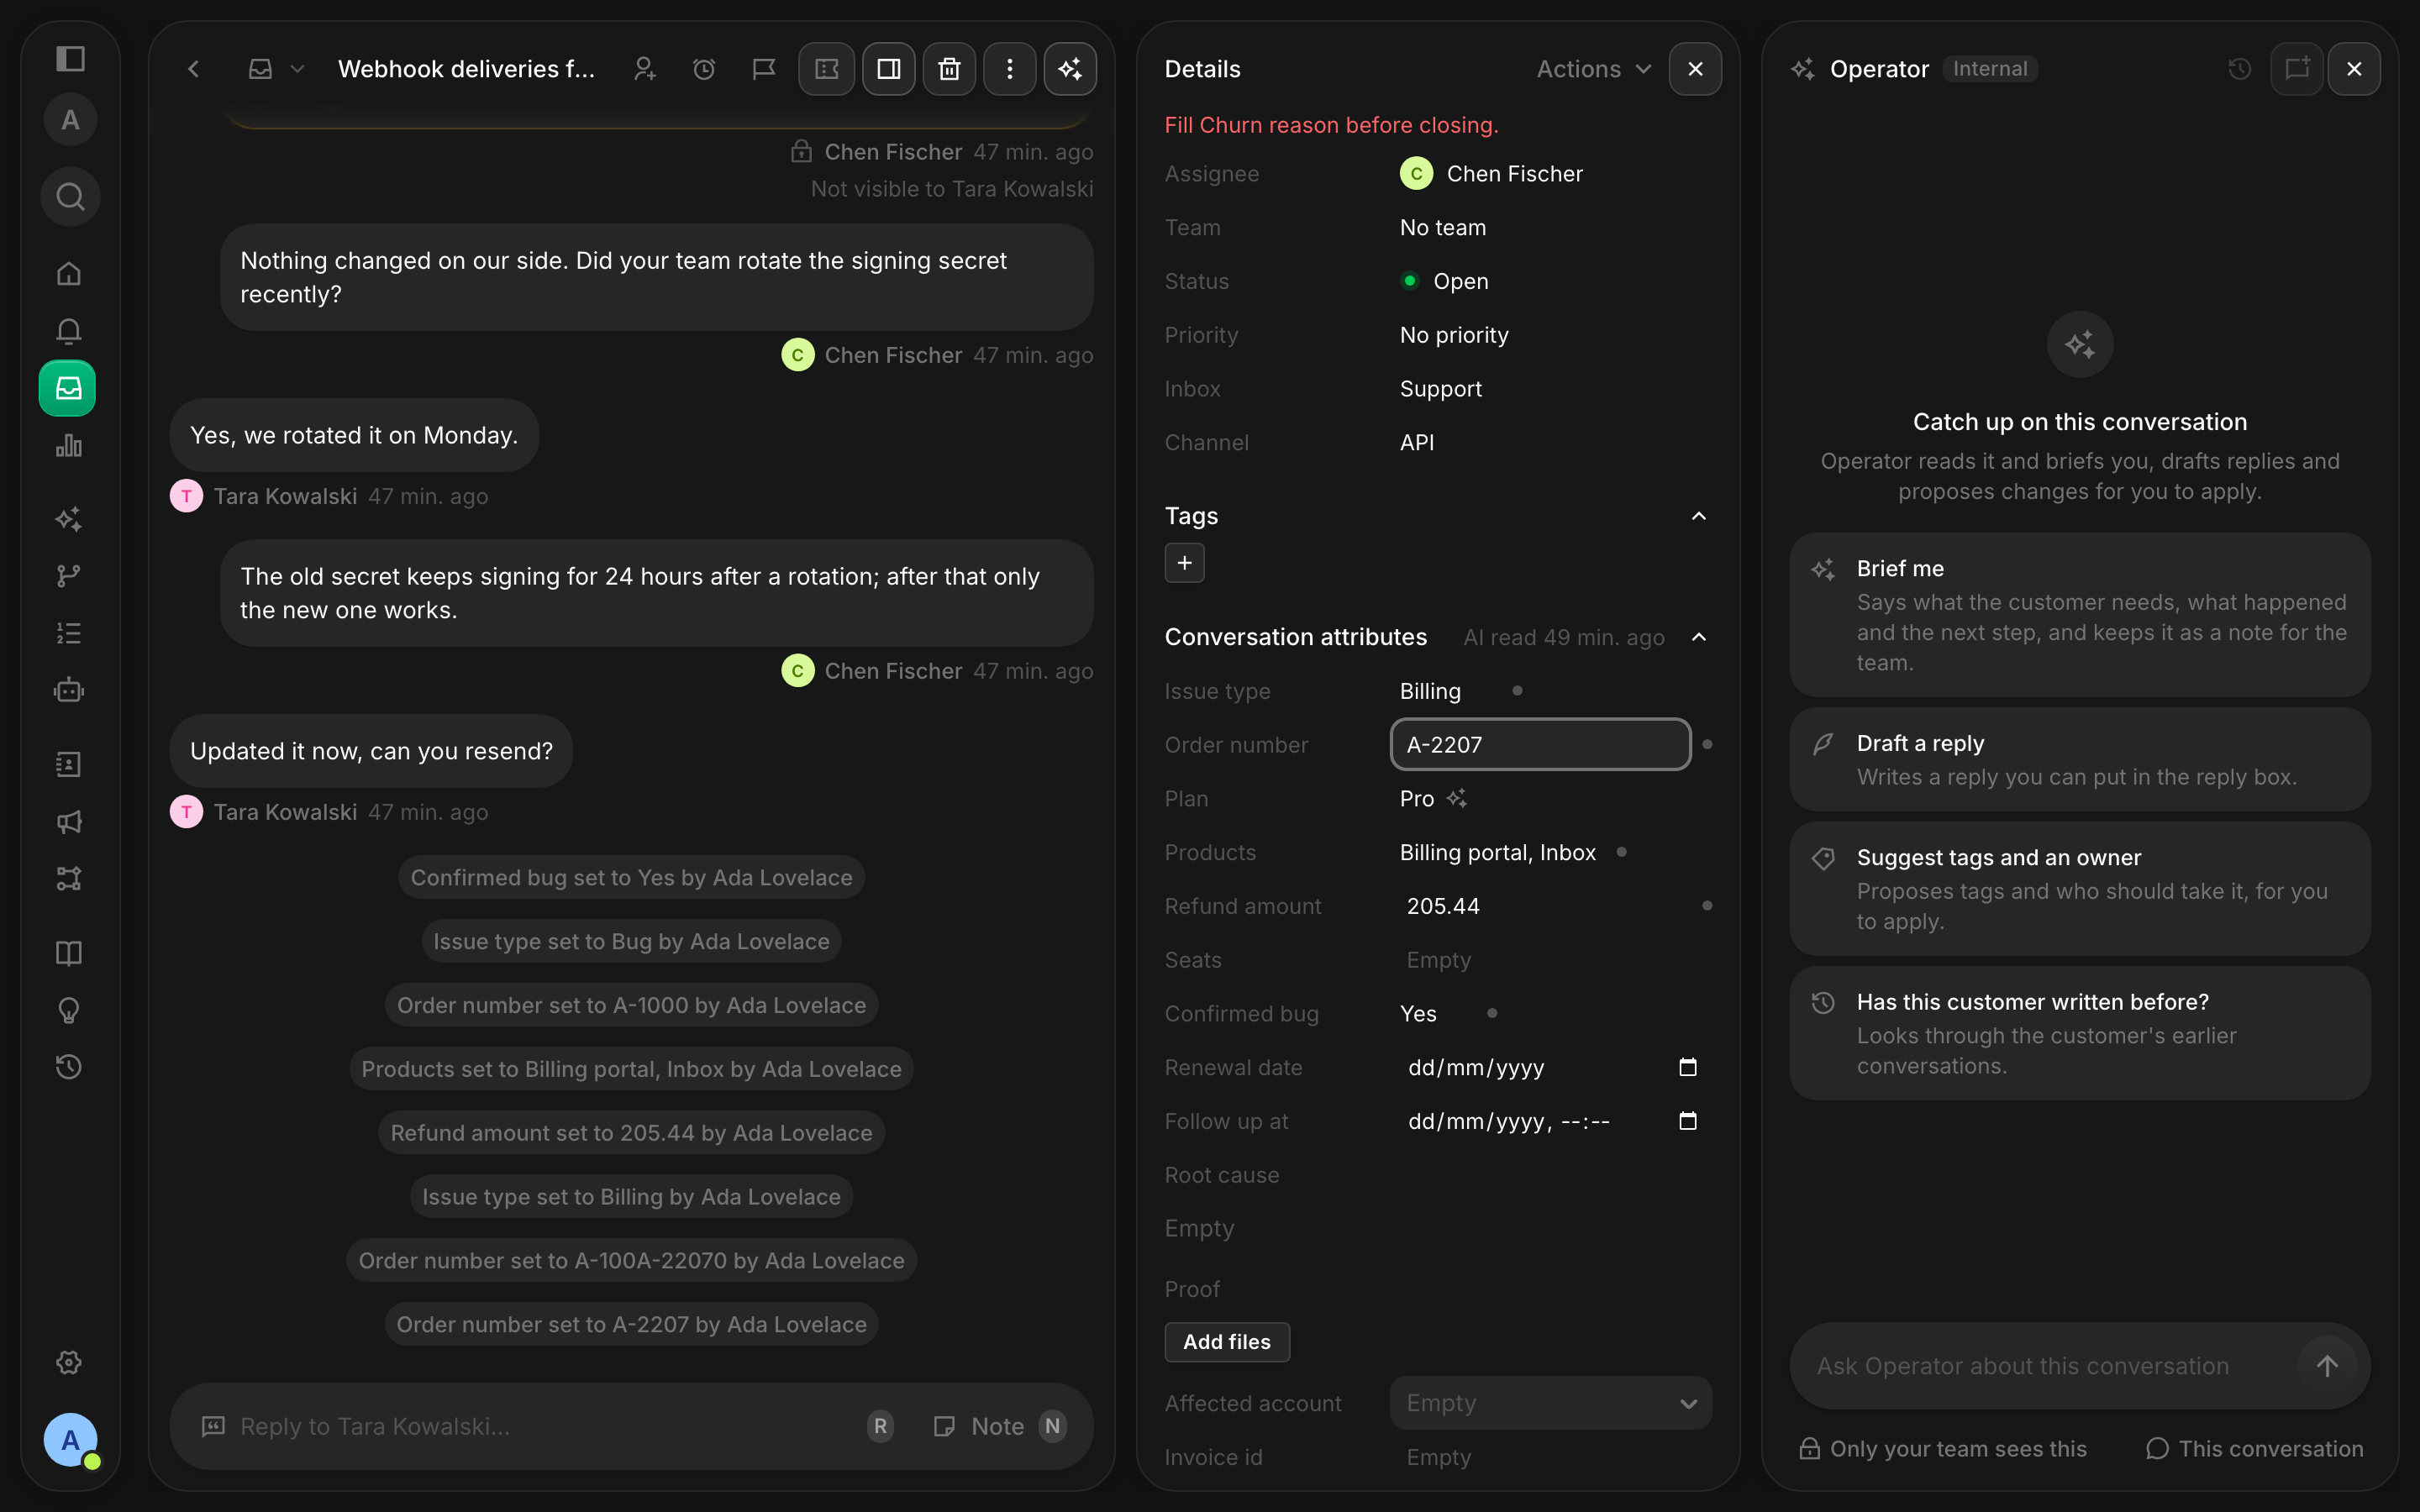 A
A
Webhook deliveries f...
Chen Fischer 47 min. ago
Not visible to Tara Kowalski
Nothing changed on our side. Did your team rotate the signing secret
recently?
C Chen Fischer 47 min. ago
Yes, we rotated it on Monday.
T Tara Kowalski 47 min. ago
The old secret keeps signing for 24 hours after a rotation; after that only
the new one works.
C Chen Fischer 47 min. ago
Updated it now, can you resend?
T Tara Kowalski 47 min. ago
Confirmed bug set to Yes by Ada Lovelace
Issue type set to Bug by Ada Lovelace
Order number set to A-1000 by Ada Lovelace
Products set to Billing portal, Inbox by Ada Lovelace
Refund amount set to 205.44 by Ada Lovelace
Issue type set to Billing by Ada Lovelace
Order number set to A-100A-22070 by Ada Lovelace
Order number set to A-2207 by Ada Lovelace
Reply to Tara Kowalski... R Note N
Details Actions
Fill Churn reason before closing.
Assignee C Chen Fischer
Team No team
Status Open
Priority No priority
Inbox Support
Channel API
Tags
+
Conversation attributes AI read 49 min. ago
Issue type Billing
Order number A-2207
Plan Pro
Products Billing portal, Inbox
Refund amount 205.44
Seats Empty
Confirmed bug Yes
Renewal date dd/mm/yyyy
Follow up at dd/mm/yyyy, --:--
Root cause
Empty
Proof
Add files
Affected account Empty
Invoice id Empty
Operator Internal
Catch up on this conversation
Operator reads it and briefs you, drafts replies and
proposes changes for you to apply.
Brief me
Says what the customer needs, what happened
and the next step, and keeps it as a note for the
team.
Draft a reply
Writes a reply you can put in the reply box.
Suggest tags and an owner
Proposes tags and who should take it, for you
to apply.
Has this customer written before?
Looks through the customer's earlier
conversations.
Ask Operator about this conversation
Only your team sees this This conversation